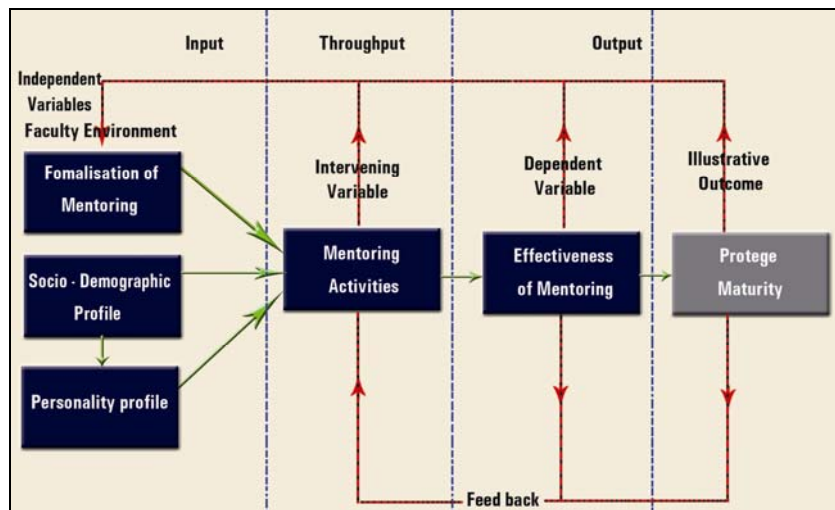 Input
Throughput
Output
Independent
Variables
Faculty Environment
Fomalisation of
Mentoring
Socio - Demographic
Profile
Personality profile
Intervening
Variable
Mentoring
Activities
Dependent
Variable
Effectiveness
of Mentoring
Illustrative
Outcome
Protege
Maturity
Feed back